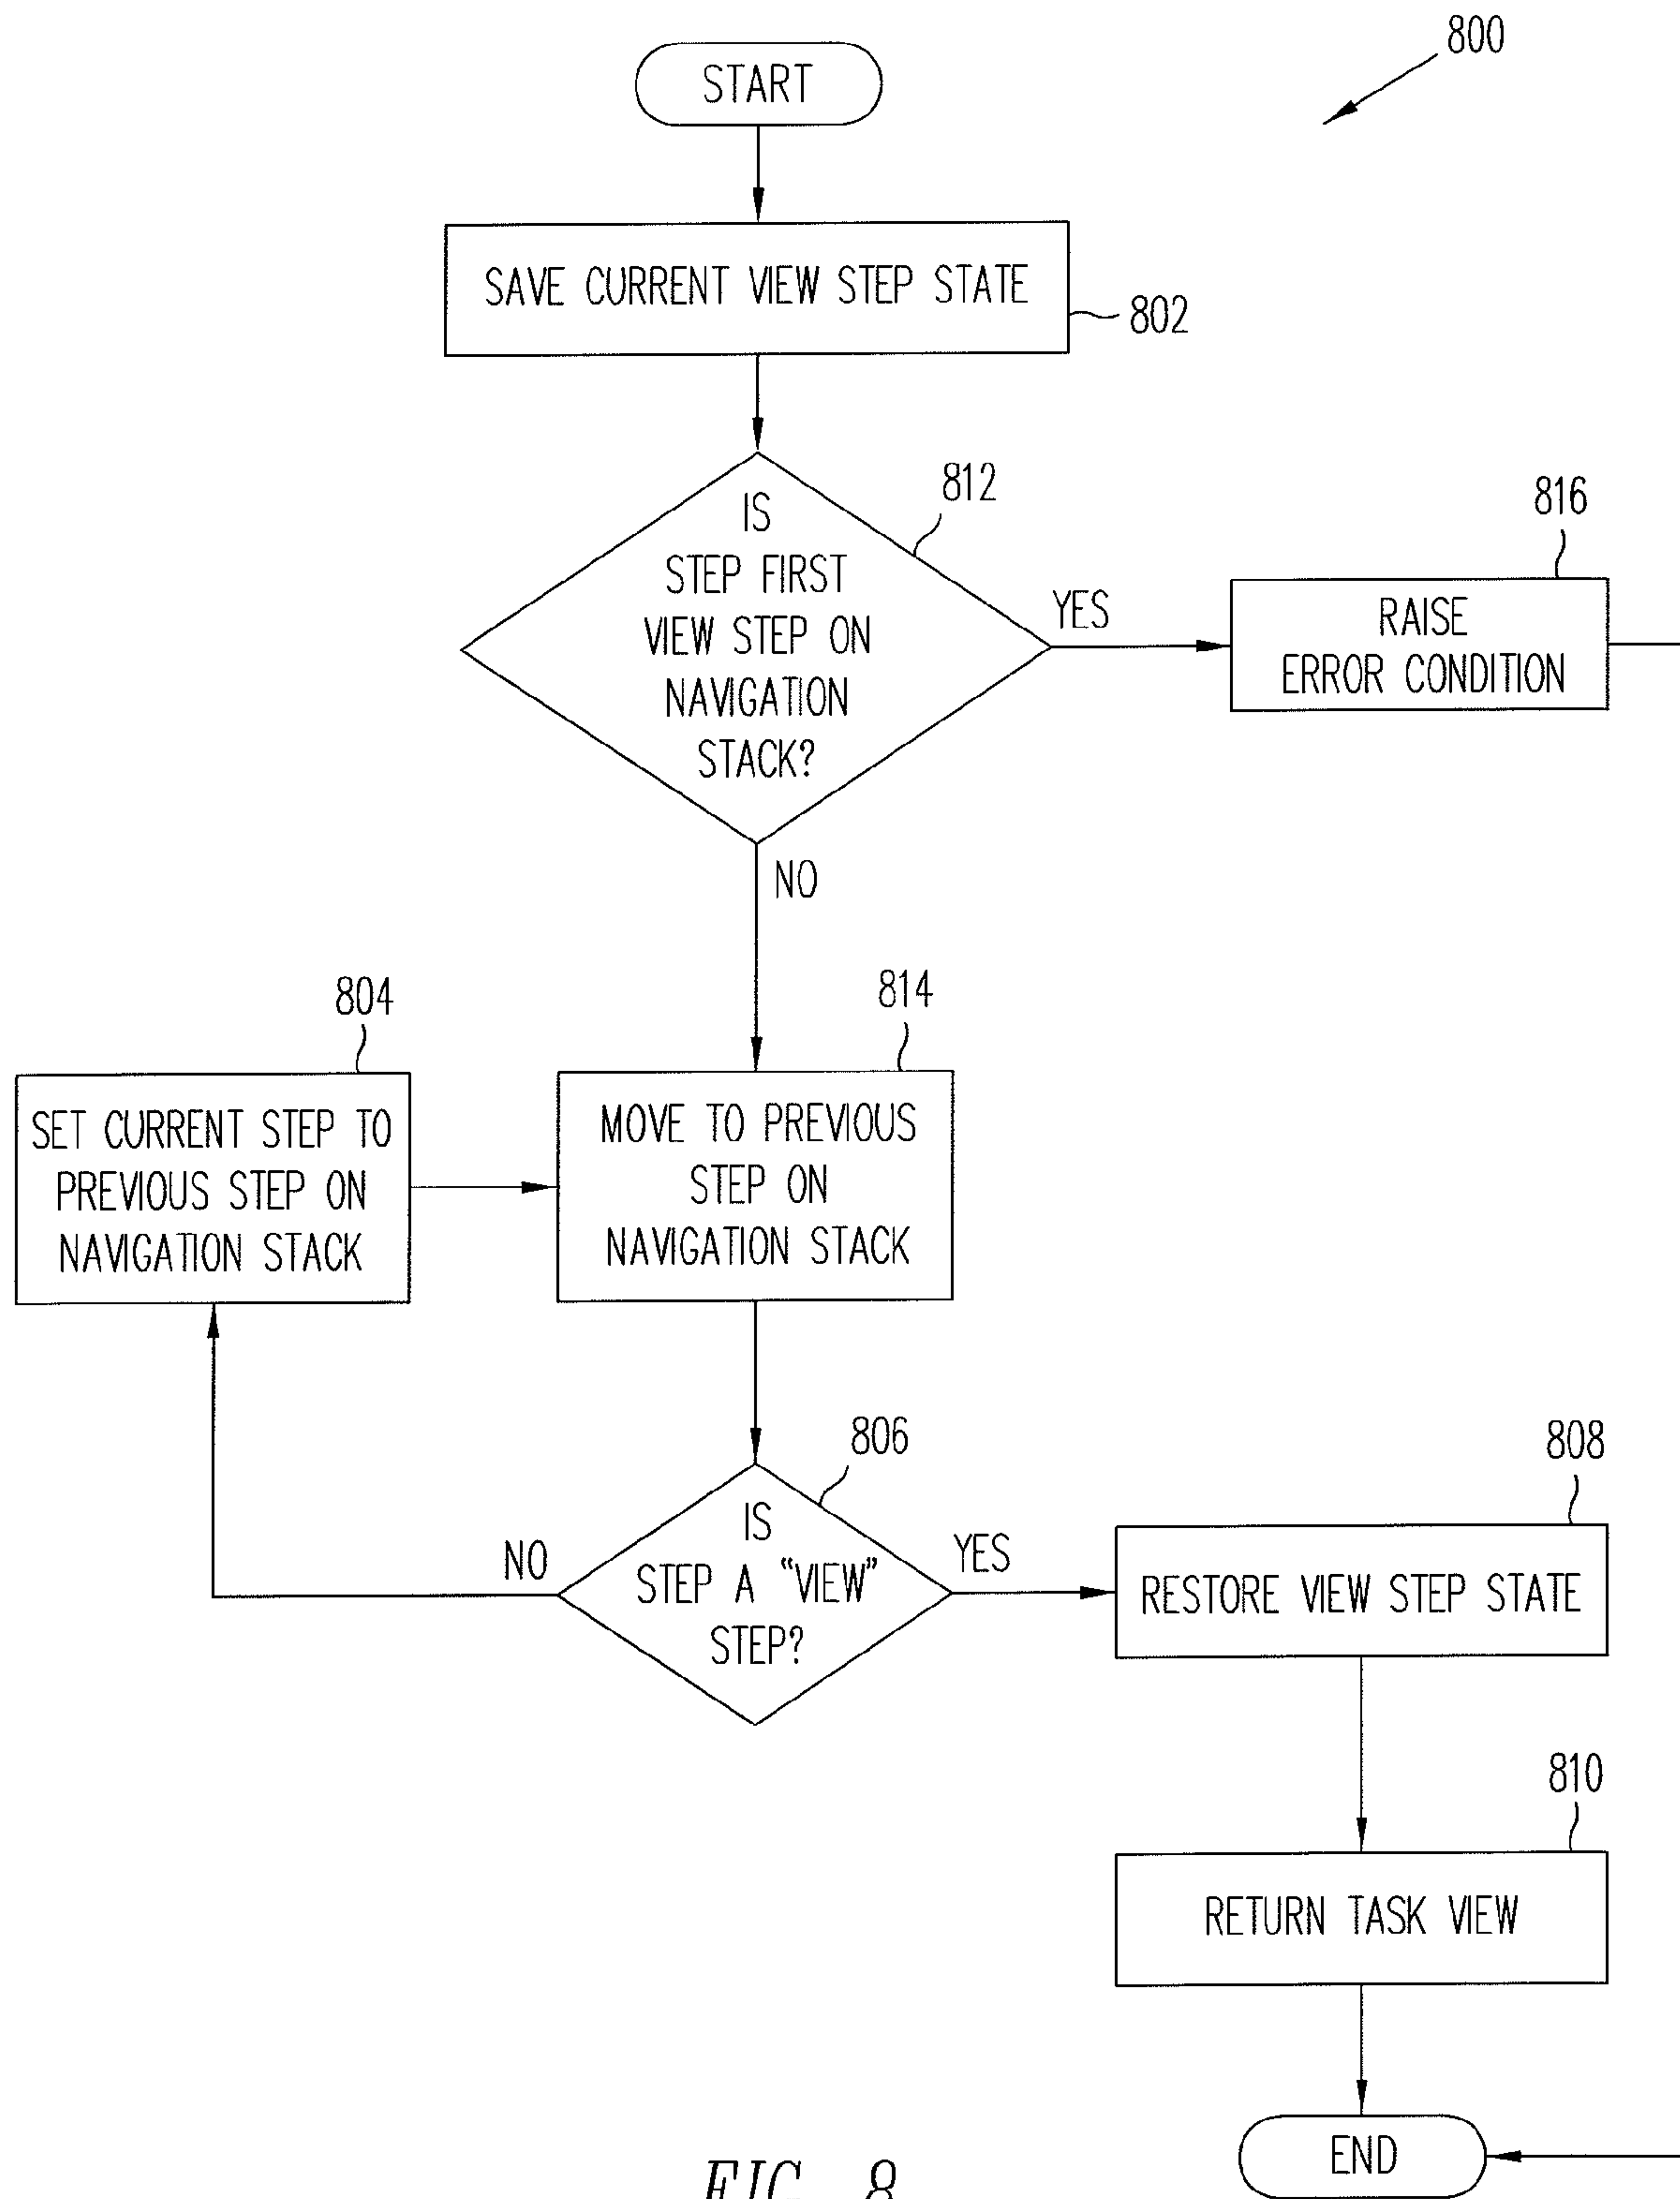 800
START
SAVE CURRENT VIEW STEP STATE
802
IS
STEP FIRST
VIEW STEP ON
NAVIGATION
STACK?
812
YES
816
RAISE
ERROR CONDITION
NO
804
SET CURRENT STEP TO
PREVIOUS STEP ON
NAVIGATION STACK
814
MOVE TO PREVIOUS
STEP ON
NAVIGATION STACK
806
IS
STEP A "VIEW"
STEP?
NO
YES
808
RESTORE VIEW STEP STATE
810
RETURN TASK VIEW
END
FIG. 8